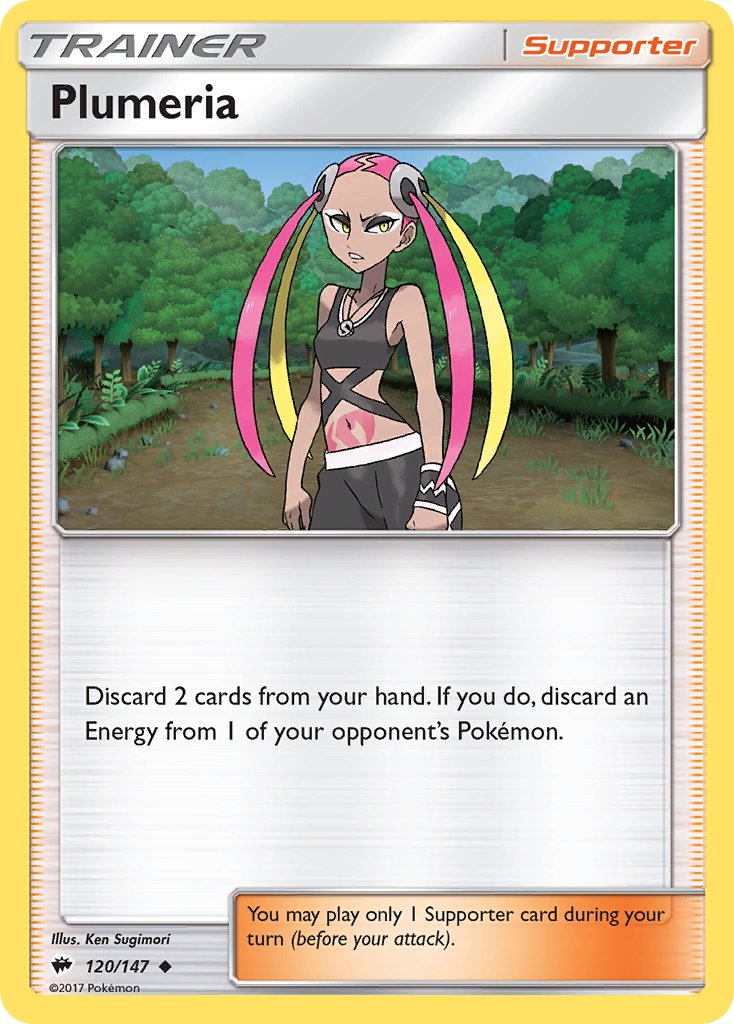 TRAINER
Supporter
Plumeria
Discard 2 cards from your hand. If you do, discard an
Energy from 1 of your opponent's Pokémon.
You may play only 1 Supporter card during your
turn (before your attack).
Illus. Ken Sugimori
120/147 ◆
©2017 Pokémon